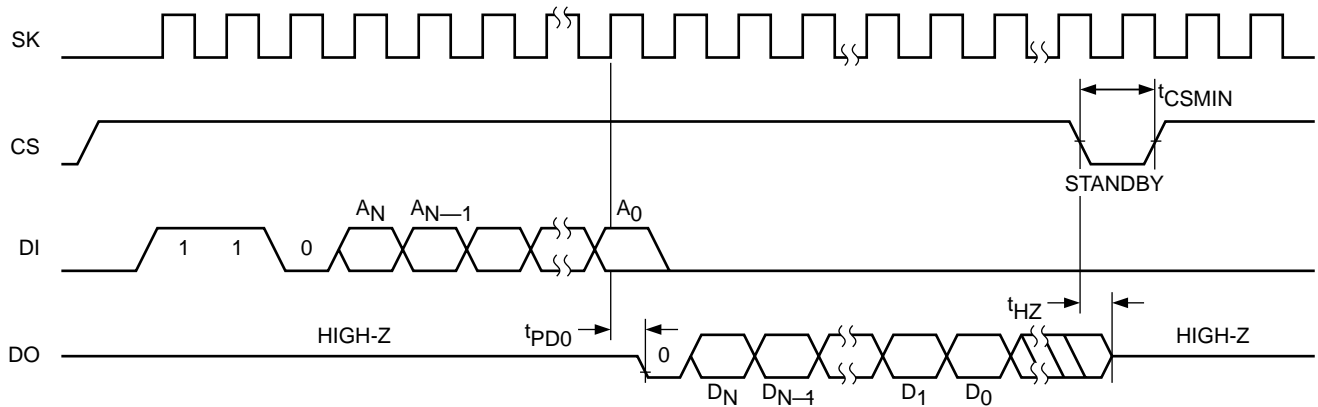 SK
tCSMIN
CS
STANDBY
AN AN—1 A0
DI 1 1 0
tHZ
HIGH-Z tPD0 0 HIGH-Z
DO
DN DN—1 D1 D0